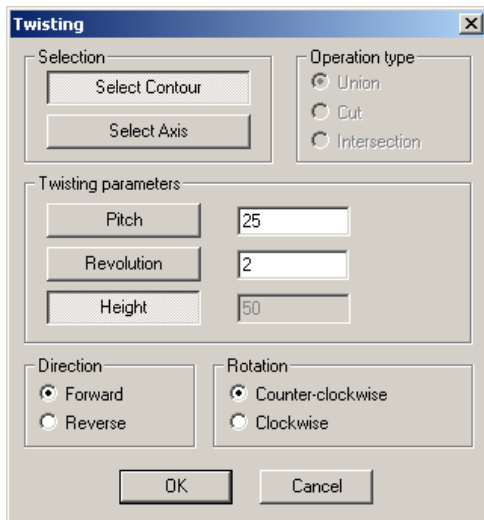 Twisting
Selection
Select Contour
Select Axis
Operation type
Union
Cut
Intersection
Twisting parameters
Pitch 25
Revolution 2
Height 50
Direction
Forward
Reverse
Rotation
Counter-clockwise
Clockwise
OK Cancel